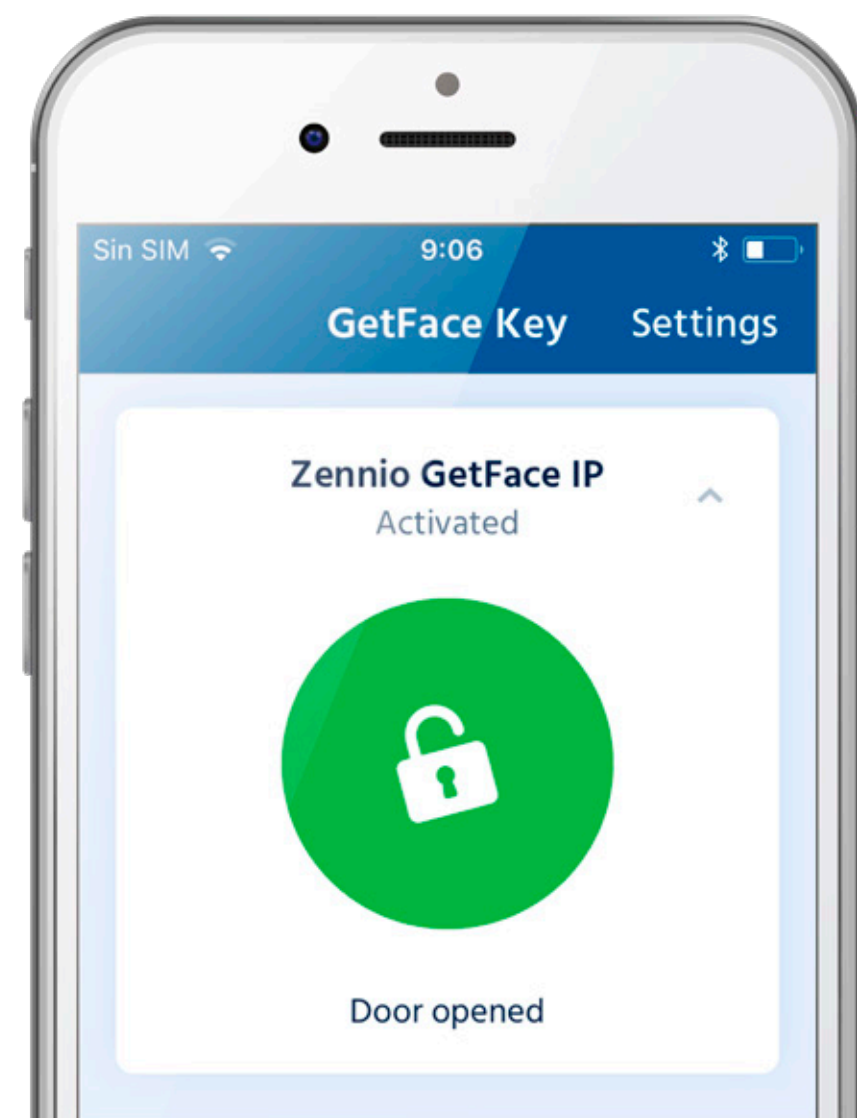 Sin SIM 9:06
GetFace Key Settings
Zennio GetFace IP
Activated
Door opened